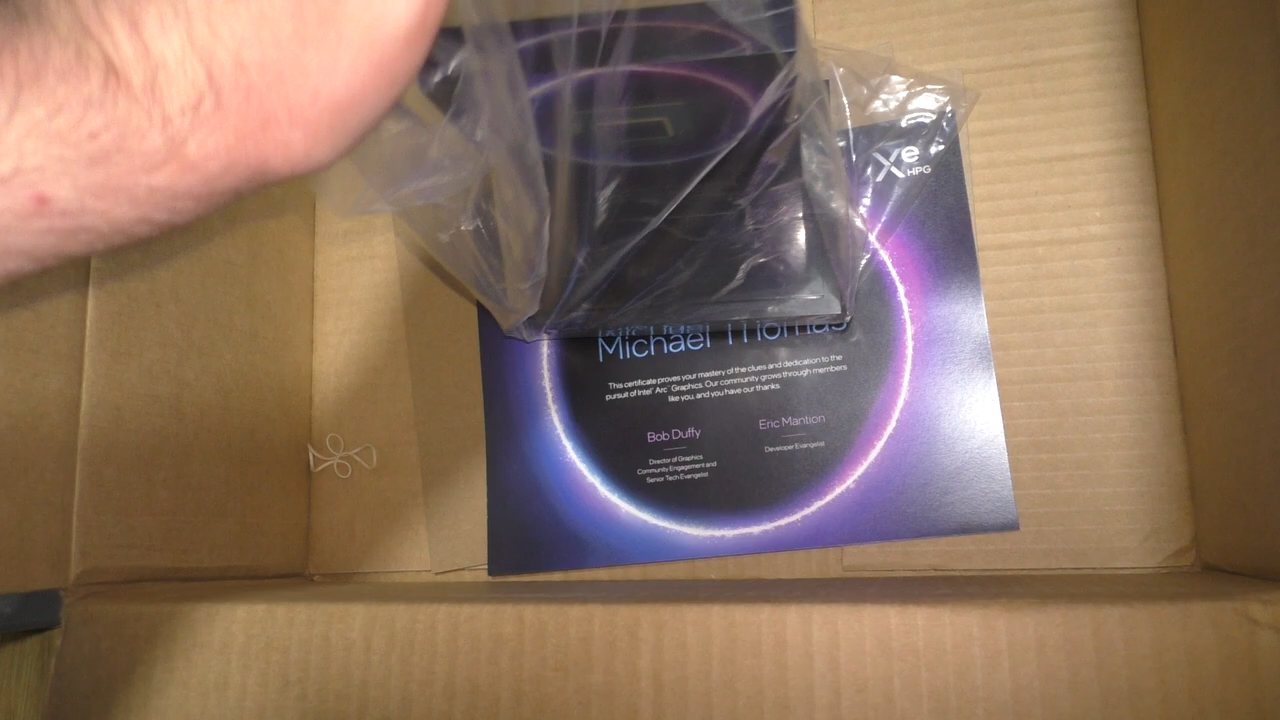 Xe
HPG
Michael Thomas
This certificate proves your mastery of the clues and dedication to the
pursuit of Intel® Arc™ Graphics. Our community grows through members
like you, and you have our thanks.
Bob Duffy
Director of Graphics
Community Engagement and
Senior Tech Evangelist
Eric Mantion
Developer Evangelist